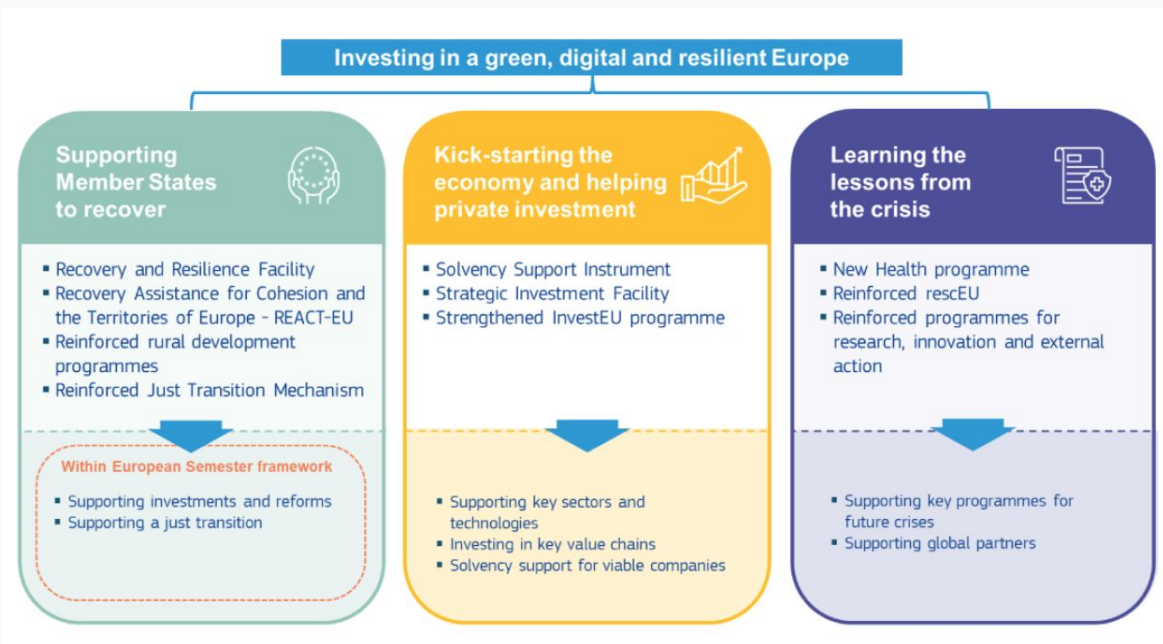 Investing in a green, digital and resilient Europe
Supporting
Member States
to recover
▪ Recovery and Resilience Facility
▪ Recovery Assistance for Cohesion and
the Territories of Europe - REACT-EU
▪ Reinforced rural development
programmes
▪ Reinforced Just Transition Mechanism
Within European Semester framework
▪ Supporting investments and reforms
▪ Supporting a just transition
Kick-starting the
economy and helping
private investment
▪ Solvency Support Instrument
▪ Strategic Investment Facility
▪ Strengthened InvestEU programme
▪ Supporting key sectors and
technologies
▪ Investing in key value chains
▪ Solvency support for viable companies
Learning the
lessons from
the crisis
▪ New Health programme
▪ Reinforced rescEU
▪ Reinforced programmes for
research, innovation and external
action
▪ Supporting key programmes for
future crises
▪ Supporting global partners